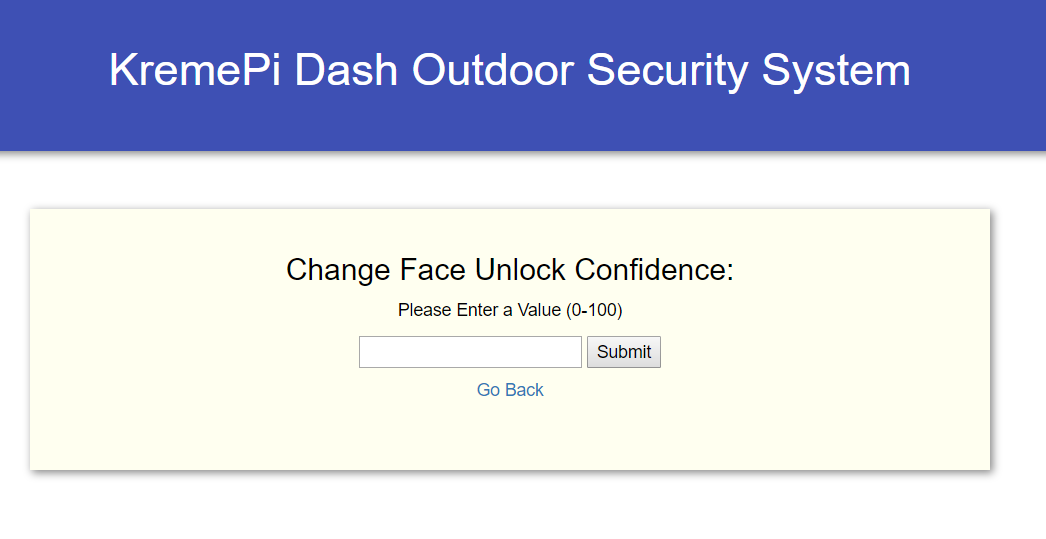 KremePi Dash Outdoor Security System
Change Face Unlock Confidence:
Please Enter a Value (0-100)
Submit
Go Back